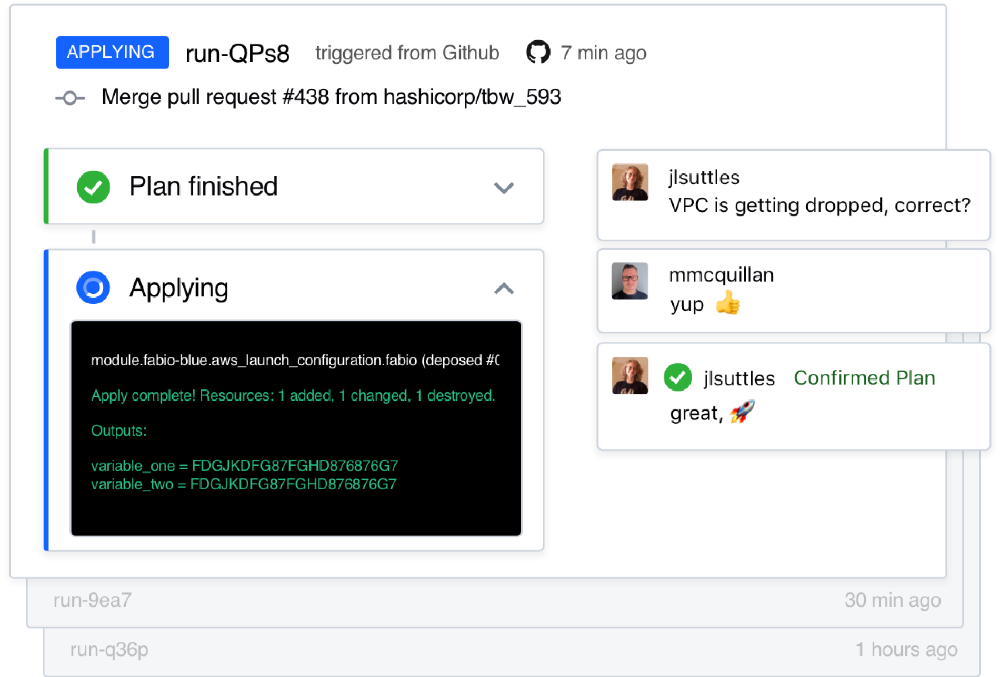 APPLYING run-QPs8 triggered from Github 7 min ago
Merge pull request #438 from hashicorp/tbw_593
Plan finished
Applying
module.fabio-blue.aws_launch_configuration.fabio (deposed #
Apply complete! Resources: 1 added, 1 changed, 1 destroyed.
Outputs:
variable_one = FDGJKDFG87FGHD876876G7
variable_two = FDGJKDFG87FGHD876876G7
jlsuttles
VPC is getting dropped, correct?
mmcquillan
yup 👍
jlsuttles Confirmed Plan
great, 🚀
run-9ea7 30 min ago
run-q36p 1 hours ago